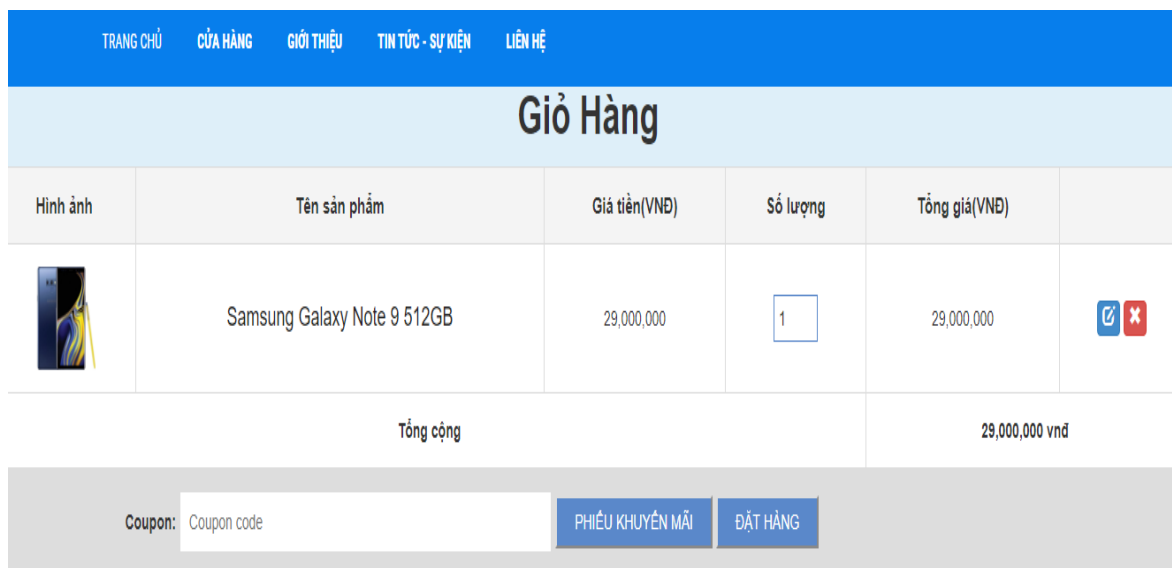 TRANG CHỦ CỬA HÀNG GIỚI THIỆU TIN TỨC - SỰ KIỆN LIÊN HỆ
Giỏ Hàng
Hình ảnh Tên sản phẩm Giá tiền(VNĐ) Số lượng Tổng giá(VNĐ)
Samsung Galaxy Note 9 512GB 29,000,000 1 29,000,000
Tổng cộng 29,000,000 vnđ
Coupon: Coupon code PHIẾU KHUYẾN MÃI ĐẶT HÀNG